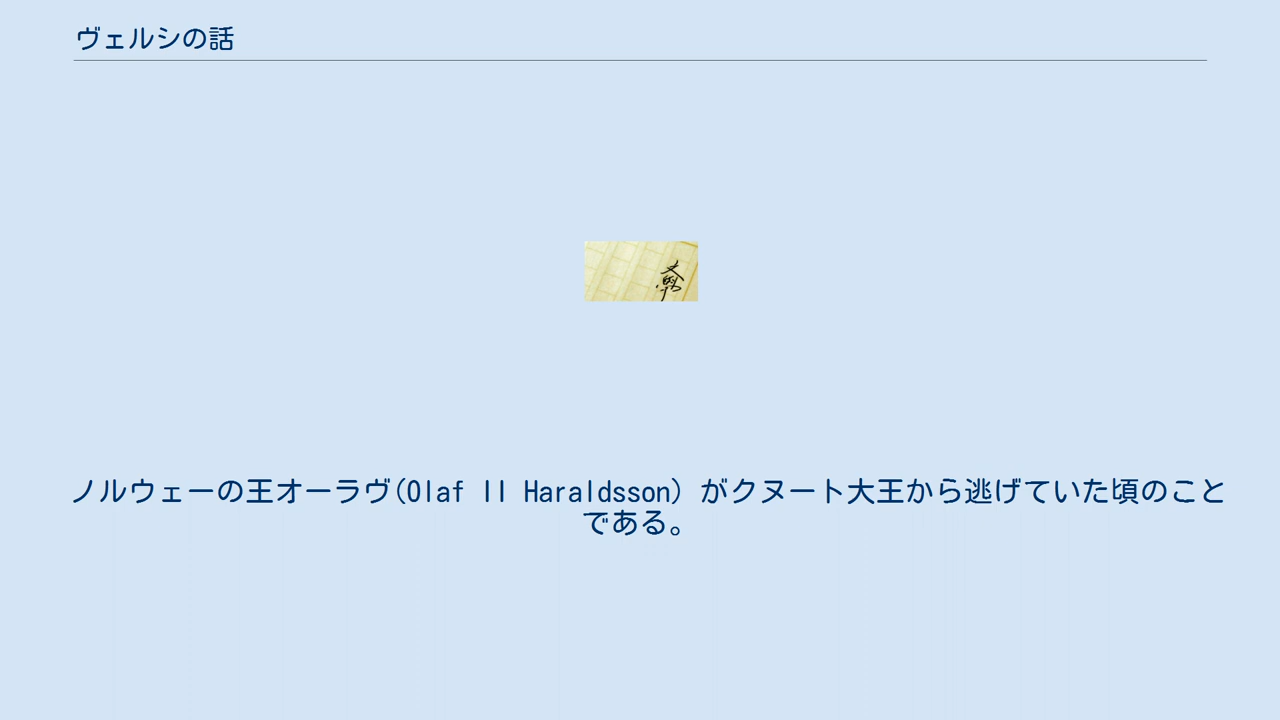 ヴェルシの話
ノルウェーの王オーラヴ(Olaf II Haraldsson) がクヌート大王から逃げていた頃のこと
である。